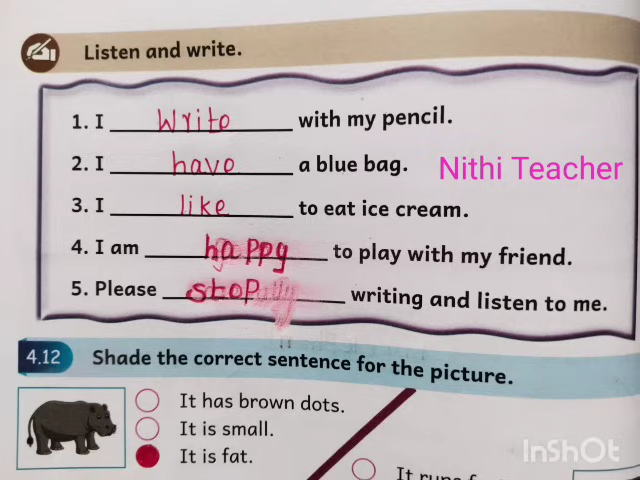 Listen and write.
1. I write with my pencil.
2. I have a blue bag.
Nithi Teacher
3. I like to eat ice cream.
4. I am happy to play with my friend.
5. Please stop writing and listen to me.
4.12 Shade the correct sentence for the picture.
It has brown dots.
It is small.
It is fat.
It runs
InShOt